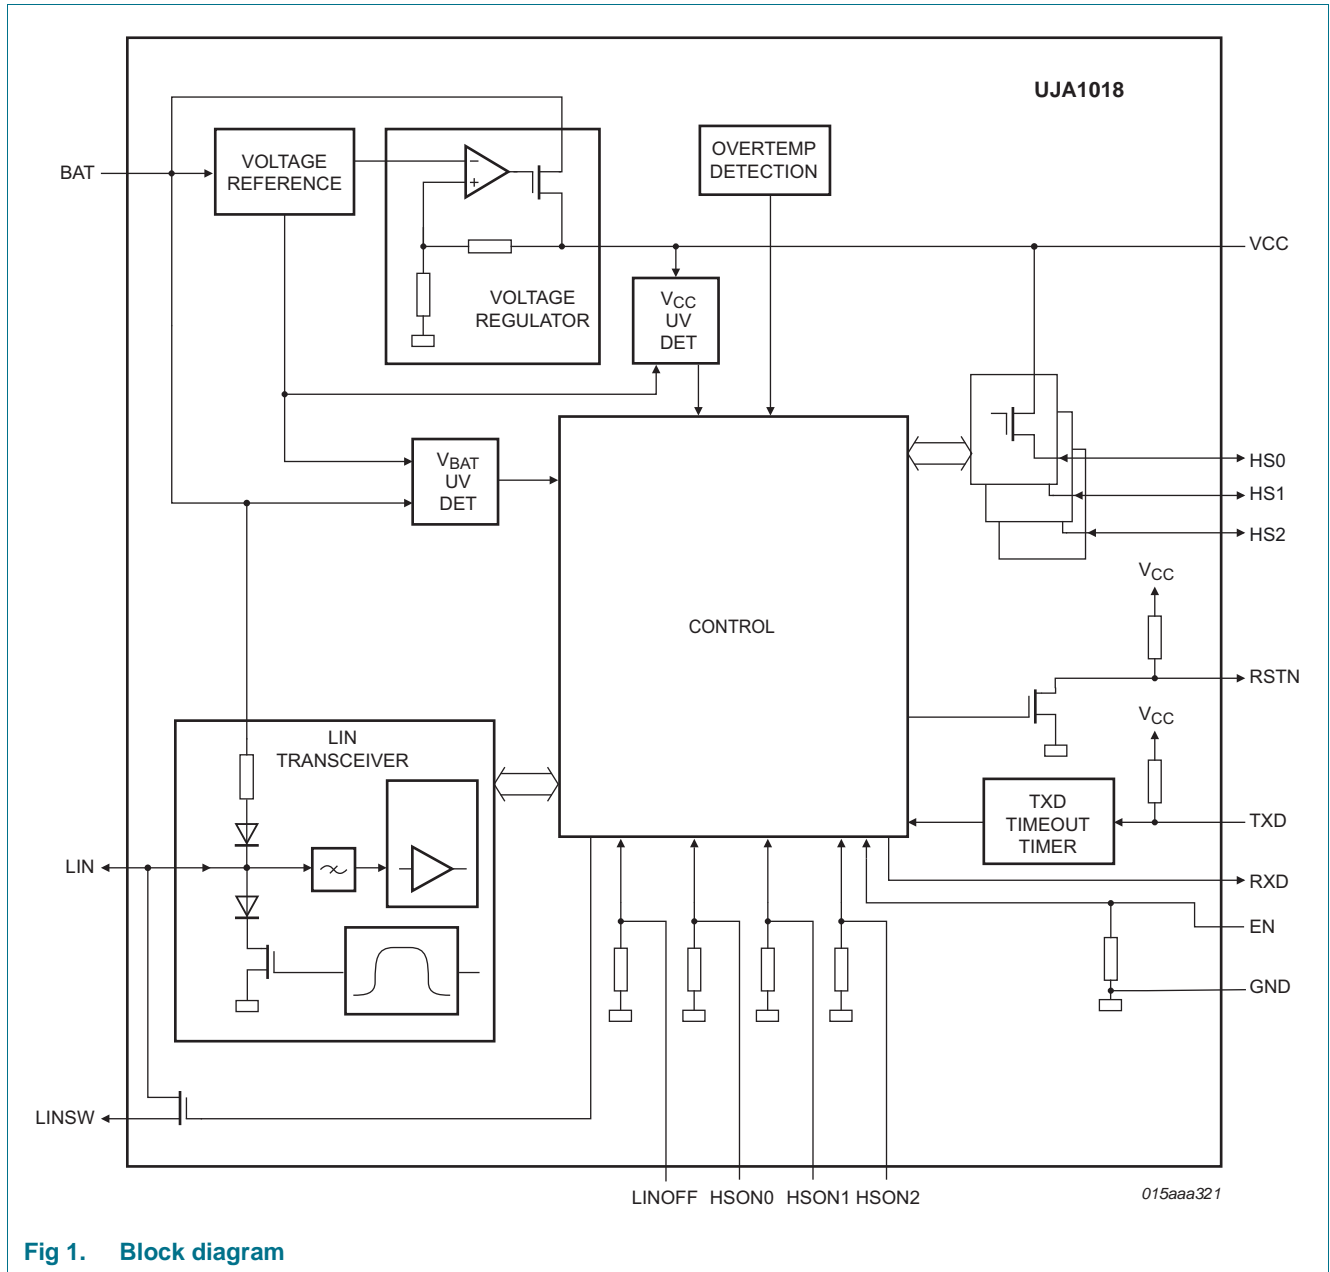 UJA1018
BAT
VOLTAGE
REFERENCE
−
+
VOLTAGE
REGULATOR
OVERTEMP
DETECTION
VCC
VCC
UV
DET
VBAT
UV
DET
CONTROL
HS0
HS1
HS2
VCC
RSTN
VCC
LIN
TRANSCEIVER
TXD
TIMEOUT
TIMER
TXD
LIN
RXD
EN
GND
LINSW
LINOFF HSON0 HSON1 HSON2
015aaa321
Fig 1. Block diagram